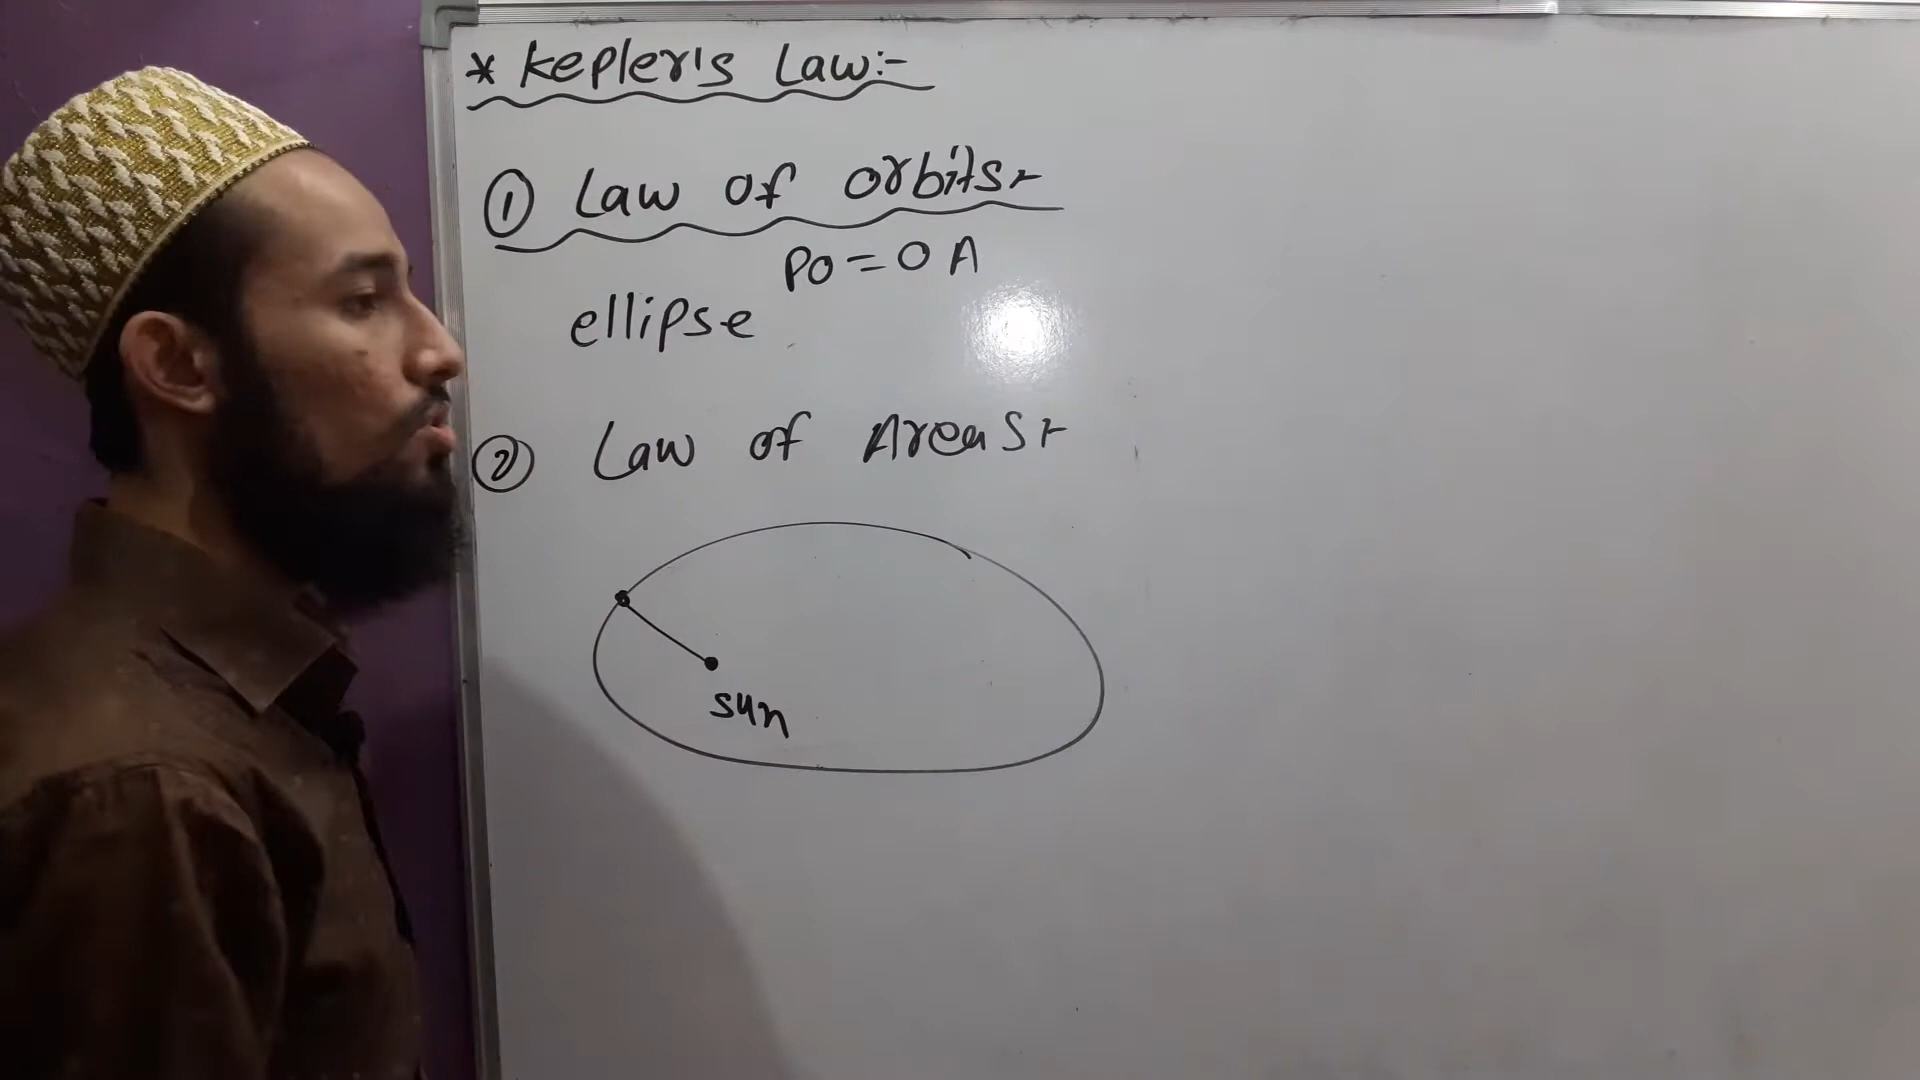 * Kepler's Law:-
① Law of orbits:-
PO = OA
ellipse
② Law of Areas:-
sun